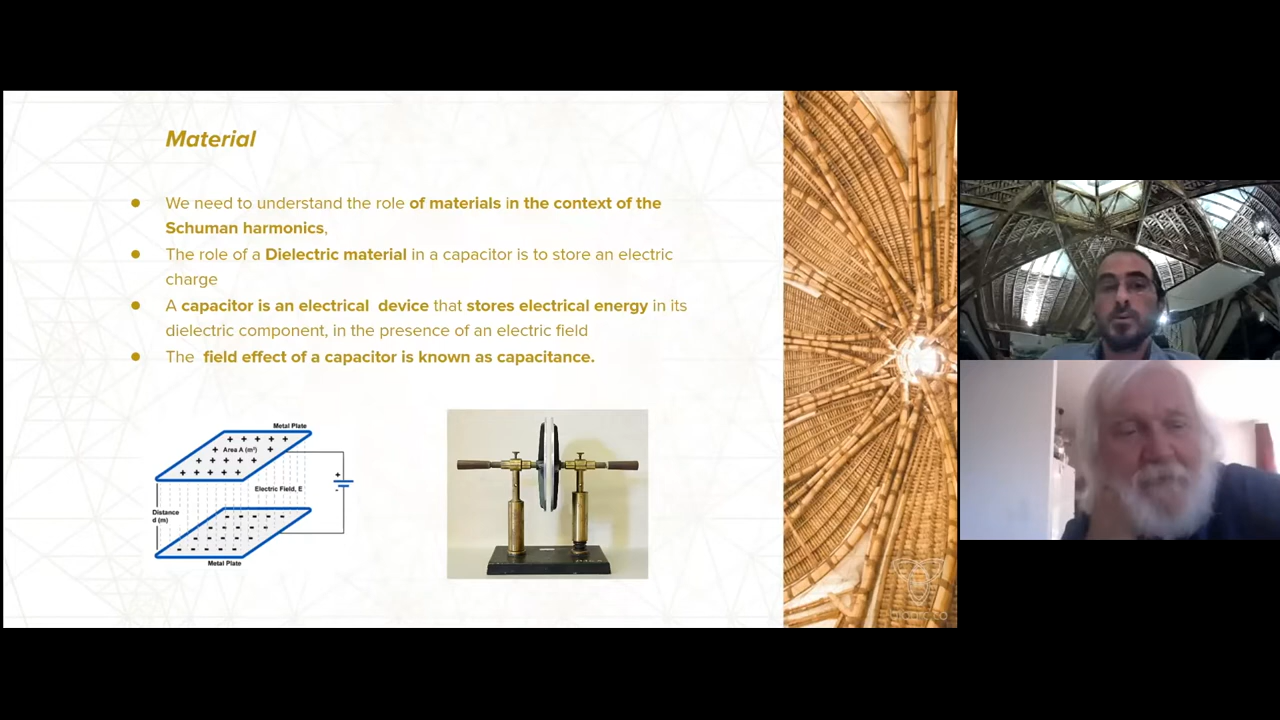 Material
● We need to understand the role of materials in the context of the
Schuman harmonics,
● The role of a Dielectric material in a capacitor is to store an electric
charge
● A capacitor is an electrical device that stores electrical energy in its
dielectric component, in the presence of an electric field
● The field effect of a capacitor is known as capacitance.
Metal Plate
+ + + + +
+ Area A (m²) +
+ + + + +
+ + + + +
+
-
Electric Field, E
Distance
d (m)
- - - - -
- - - -
- - - - -
- - - - -
Metal Plate